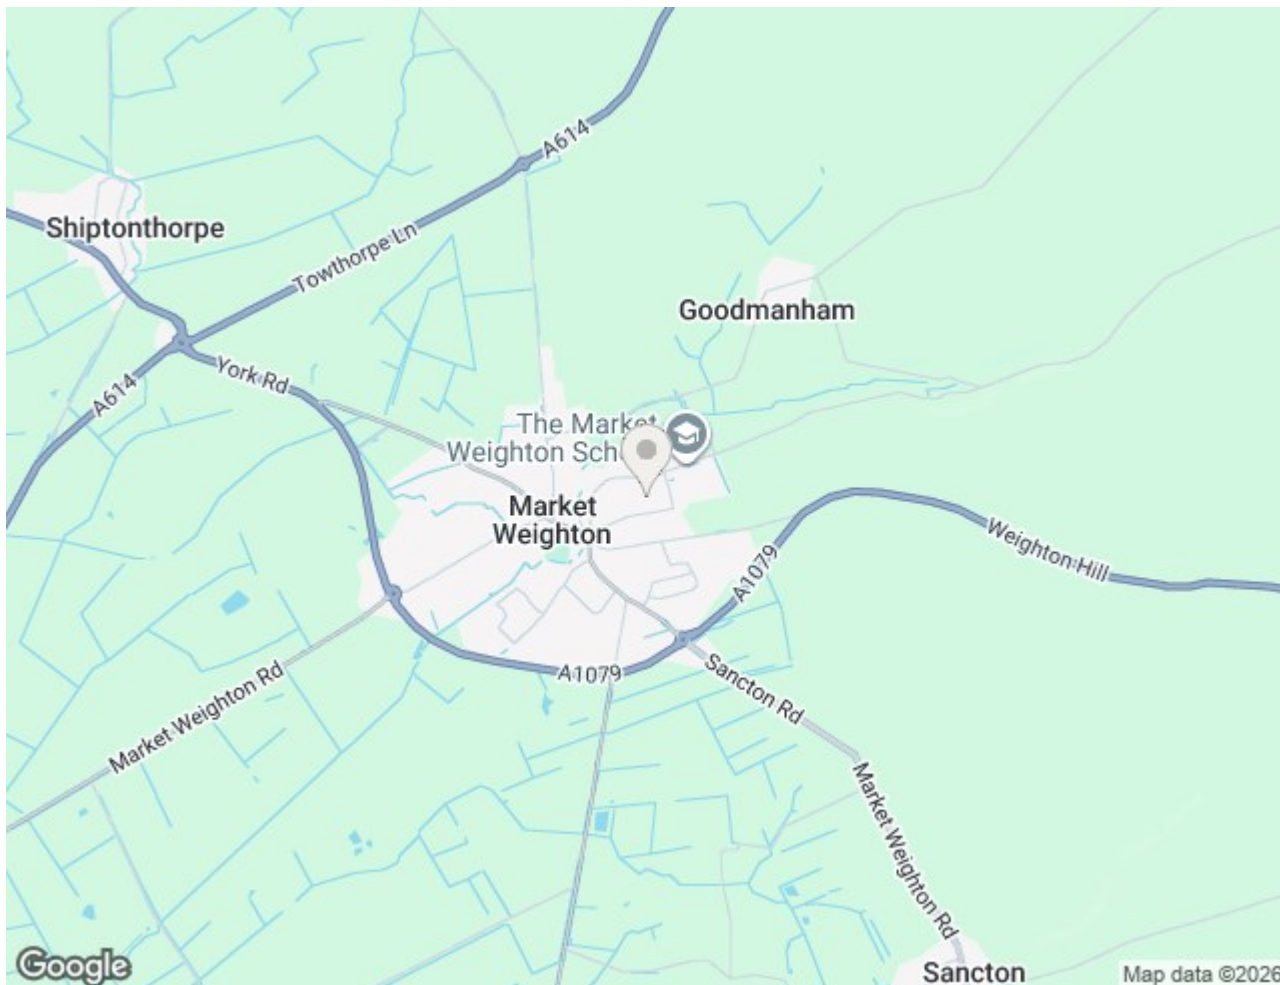 A614
Shiptonthorpe
Towthorpe Ln
Goodmanham
York Rd
A614
The Market
Weighton Sch
Market
Weighton
Weighton Hill
A1079
A1079
Sancton Rd
Market Weighton Rd
Market Weighton Rd
Sancton
Google
Map data ©2026